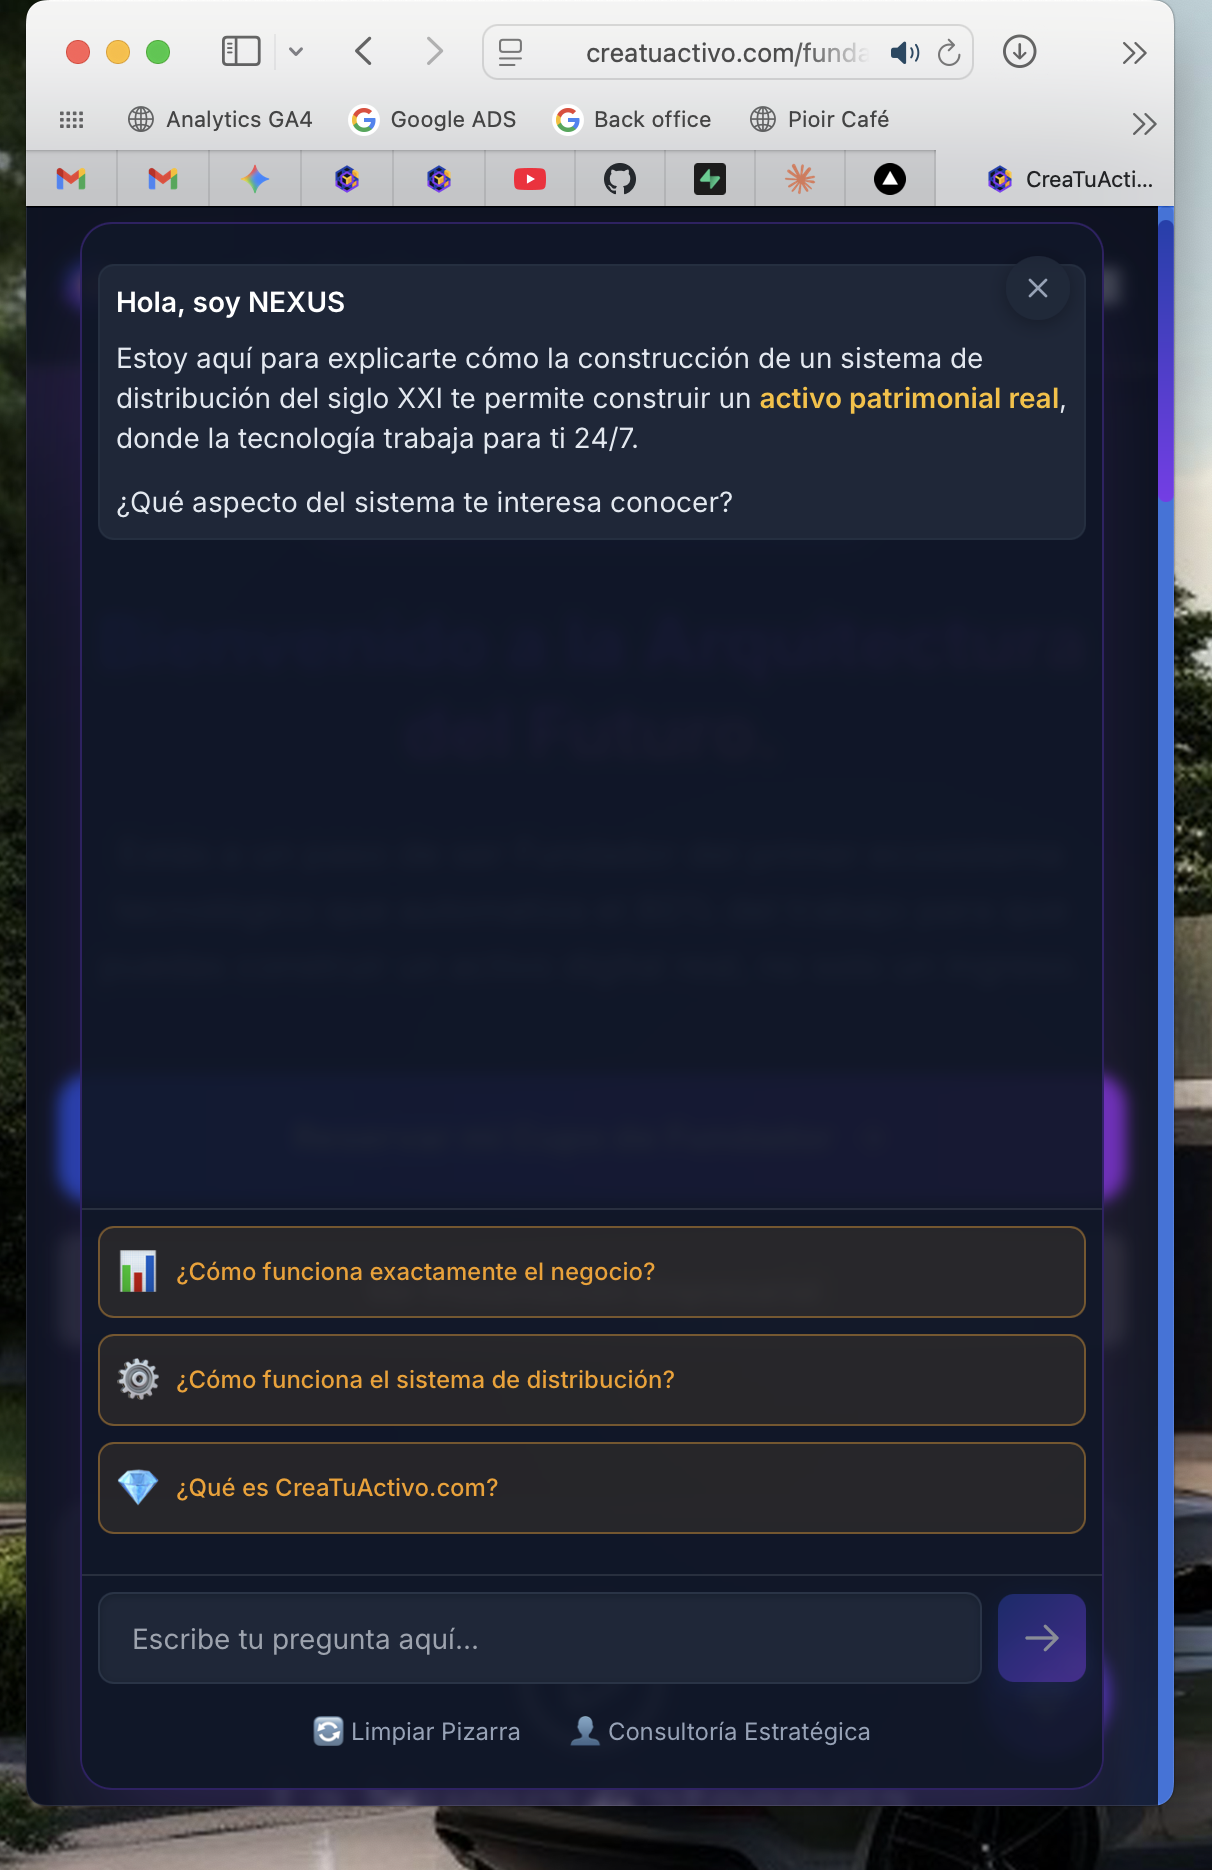 creatuactivo.com/funda
Analytics GA4
Google ADS
Back office
Pioir Café
CreaTuActi...
Hola, soy NEXUS
Estoy aquí para explicarte cómo la construcción de un sistema de
distribución del siglo XXI te permite construir un activo patrimonial real,
donde la tecnología trabaja para ti 24/7.
¿Qué aspecto del sistema te interesa conocer?
¿Cómo funciona exactamente el negocio?
¿Cómo funciona el sistema de distribución?
¿Qué es CreaTuActivo.com?
Escribe tu pregunta aquí...
Limpiar Pizarra
Consultoría Estratégica